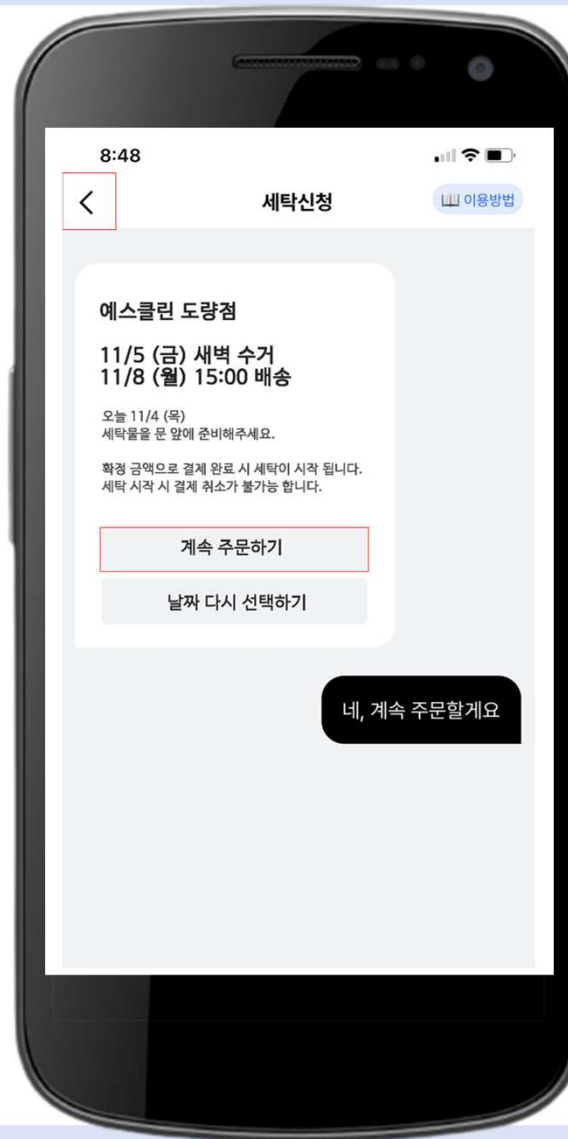 8:48
세탁신청
이용방법
예스클린 도량점
11/5 (금) 새벽 수거
11/8 (월) 15:00 배송
오늘 11/4 (목)
세탁물을 문 앞에 준비해주세요.
확정 금액으로 결제 완료 시 세탁이 시작 됩니다.
세탁 시작 시 결제 취소가 불가능 합니다.
계속 주문하기
날짜 다시 선택하기
네, 계속 주문할게요